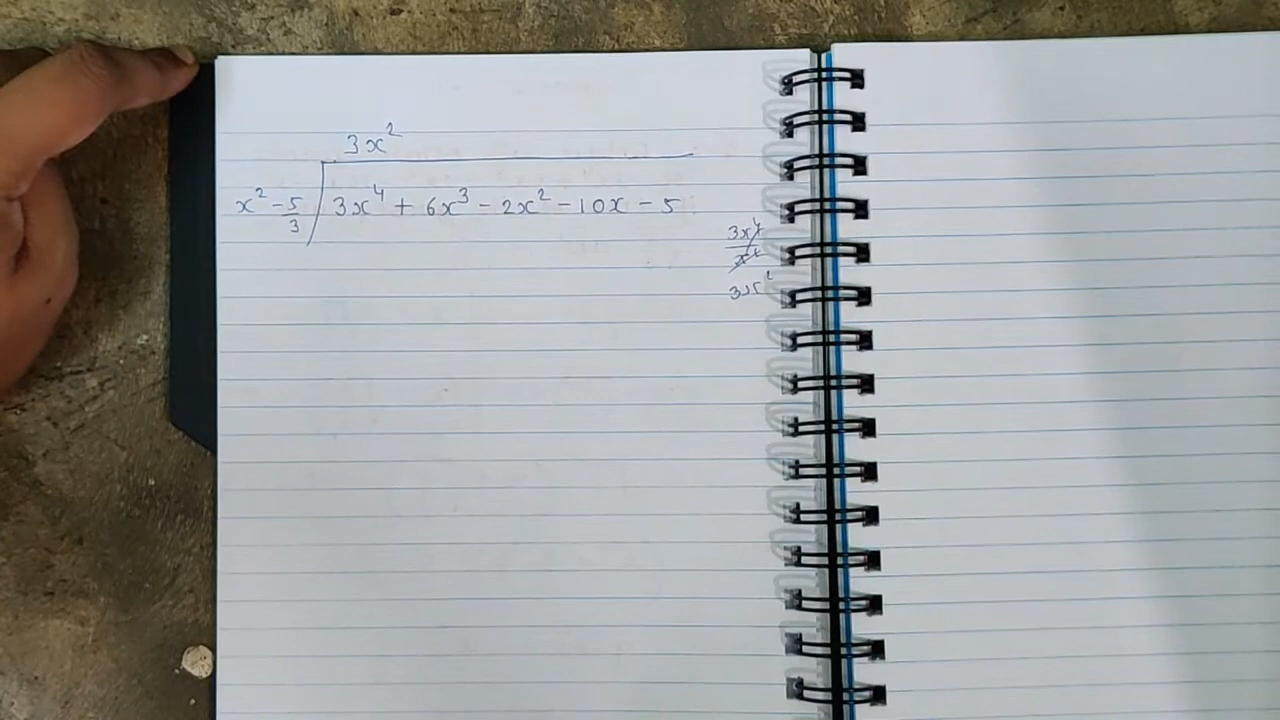 3x²
x² - 5/3 ) 3x⁴ + 6x³ - 2x² - 10x - 5
3x⁴
x²
3x²